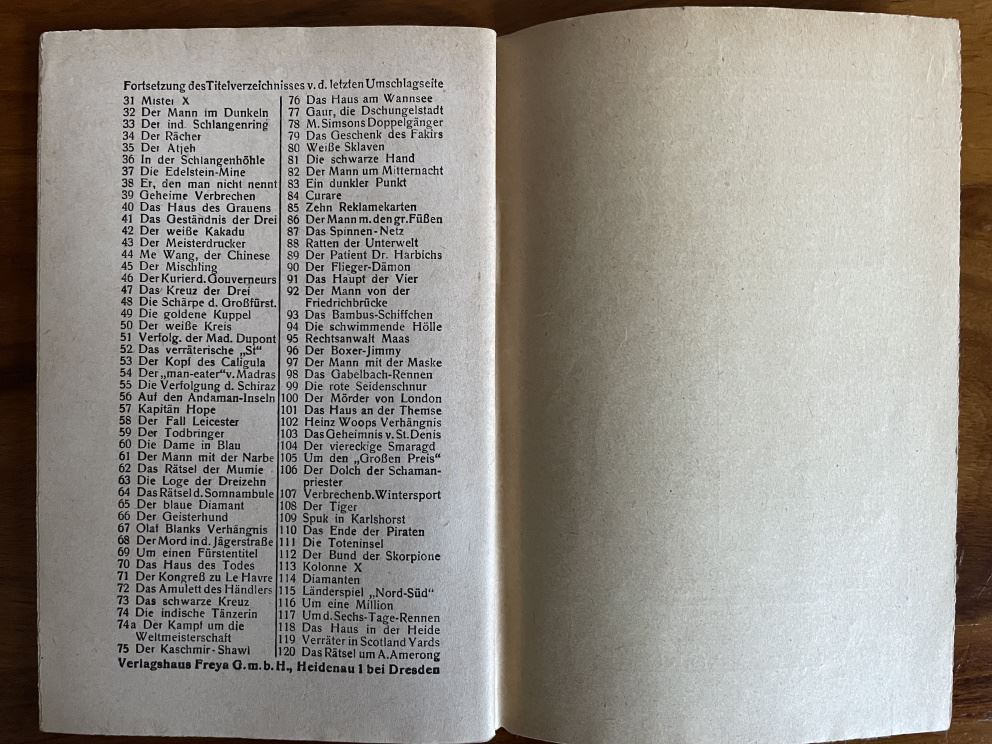 Fortsetzung des Titelverzeichnisses v. d. letzten Umschlagseite
31 Mister X
32 Der Mann im Dunkeln
33 Der ind. Schlangenring
34 Der Rächer
35 Der Atjeh
36 In der Schlangenhöhle
37 Die Edelstein-Mine
38 Er, den man nicht nennt
39 Geheime Verbrechen
40 Das Haus des Grauens
41 Das Geständnis der Drei
42 Der weiße Kakadu
43 Der Meisterdrucker
44 Me Wang, der Chinese
45 Der Mischling
46 Der Kurier d. Gouverneurs
47 Das Kreuz der Drei
48 Die Schärpe d. Großfürst.
49 Die goldene Kuppel
50 Der weiße Kreis
51 Verfolg. der Mad. Dupont
52 Das verräterische „St“
53 Der Kopf des Caligula
54 Der „man-eater“ v. Madras
55 Die Verfolgung d. Schiraz
56 Auf den Andaman-Inseln
57 Kapitän Hope
58 Der Fall Leicester
59 Der Todbringer
60 Die Dame in Blau
61 Der Mann mit der Narbe
62 Das Rätsel der Mumie
63 Die Loge der Dreizehn
64 Das Rätsel d. Somnambule
65 Der blaue Diamant
66 Der Geisterhund
67 Olaf Blanks Verhängnis
68 Der Mord in d. Jägerstraße
69 Um einen Fürstentitel
70 Das Haus des Todes
71 Der Kongreß zu Le Havre
72 Das Amulett des Händlers
73 Das schwarze Kreuz
74 Die indische Tänzerin
74a Der Kampf um die
Weltmeisterschaft
75 Der Kaschmir-Shawl
76 Das Haus am Wannsee
77 Gaur, die Dschungelstadt
78 M. Simsons Doppelgänger
79 Das Geschenk des Fakirs
80 Weiße Sklaven
81 Die schwarze Hand
82 Der Mann um Mitternacht
83 Ein dunkler Punkt
84 Curare
85 Zehn Reklamekarten
86 Der Mann m. den gr. Füßen
87 Das Spinnen-Netz
88 Ratten der Unterwelt
89 Der Patient Dr. Harbichs
90 Der Flieger-Dämon
91 Das Haupt der Vier
92 Der Mann von der
Friedrichbrücke
93 Das Bambus-Schiffchen
94 Die schwimmende Hölle
95 Rechtsanwalt Maas
96 Der Boxer-Jimmy
97 Der Mann mit der Maske
98 Das Gabelbach-Rennen
99 Die rote Seidenschnur
100 Der Mörder von London
101 Das Haus an der Themse
102 Heinz Woops Verhängnis
103 Das Geheimnis v. St. Denis
104 Der viereckige Smaragd
105 Um den „Großen Preis“
106 Der Dolch der Schaman-
priester
107 Verbrechen b. Wintersport
108 Der Tiger
109 Spuk in Karlshorst
110 Das Ende der Piraten
111 Die Toteninsel
112 Der Bund der Skorpione
113 Kolonne X
114 Diamanten
115 Länderspiel „Nord-Süd“
116 Um eine Million
117 Um d. Sechs-Tage-Rennen
118 Das Haus in der Heide
119 Verräter in Scotland Yards
120 Das Rätsel um A. Amerong
Verlagshaus Freya G. m. b. H., Heidenau 1 bei Dresden